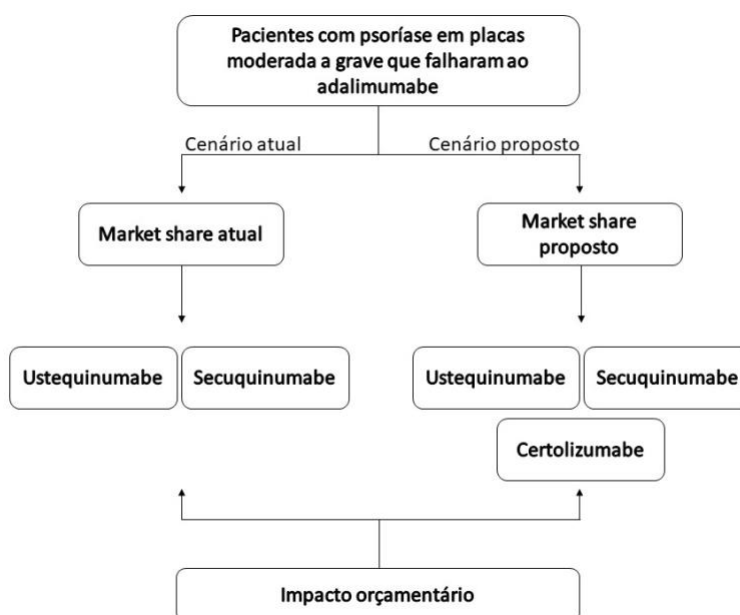 Pacientes com psoríase em placas
moderada a grave que falharam ao
adalimumabe
Cenário atual
Cenário proposto
Market share atual
Market share
proposto
Ustequinumabe
Secuquinumabe
Ustequinumabe
Secuquinumabe
Certolizumabe
Impacto orçamentário